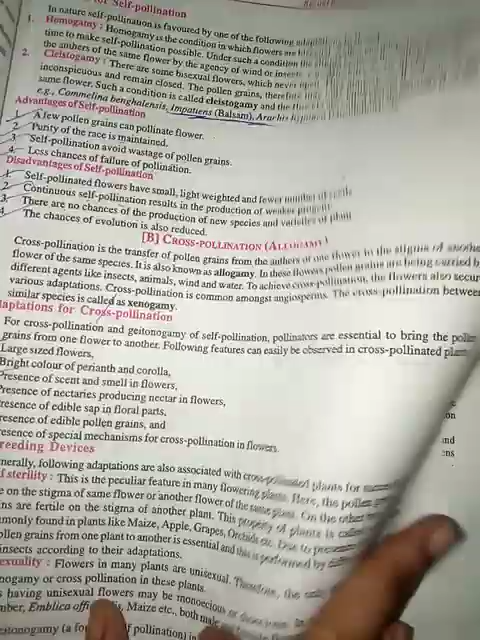 for Self-pollination
In nature self-pollination is favoured by one of the following
1. Homogamy : Homogamy is the condition in which flowers are
time to make self-pollination possible. Under such a condition the
the anthers of the same flower by the agency of wind or insects
2. Cleistogamy : There are some bisexual flowers, which never
inconspicuous and remain closed. The pollen grains, therefore
same flower. Such a condition is called cleistogamy and the
e.g., Commelina benghalensis, Impatiens (Balsam), Arachis
Advantages of Self-pollination
1. A few pollen grains can pollinate flower.
2. Purity of the race is maintained.
3. Self-pollination avoid wastage of pollen grains.
4. Less chances of failure of pollination.
Disadvantages of Self-pollination
1. Self-pollinated flowers have small, light weighted and fewer number of
2. Continuous self-pollination results in the production of weaker
3. There are no chances of the production of new species and varieties of plant
4. The chances of evolution is also reduced.
[B] CROSS-POLLINATION (ALLOGAMY)
Cross-pollination is the transfer of pollen grains from the anthers of one flower to the stigma of anothe
flower of the same species. It is also known as allogamy. In these flowers pollen grains are being carried b
different agents like insects, animals, wind and water. To achieve cross-pollination, the flowers also secur
various adaptations. Cross-pollination is common amongst angiosperms. The cross-pollination between
similar species is called as xenogamy.
laptations for Cross-pollination
For cross-pollination and geitonogamy of self-pollination, pollinators are essential to bring the pollen
grains from one flower to another. Following features can easily be observed in cross-pollinated
Large sized flowers,
Bright colour of perianth and corolla,
Presence of scent and smell in flowers,
Presence of nectaries producing nectar in flowers,
resence of edible sap in floral parts,
resence of edible pollen grains, and
resence of special mechanisms for cross-pollination in flowers.
reeding Devices
nerally, following adaptations are also associated with cross-pollinated plants for
f sterility : This is the peculiar feature in many flowering plants. Here, the pollen
e on the stigma of same flower or another flower of the same plant. On the other
ns are fertile on the stigma of another plant. This property of plants is
monly found in plants like Maize, Apple, Grapes, Orchids etc. Due to
ollen grains from one plant to another is essential and this is performed by
insects according to their adaptations.
exuality : Flowers in many plants are unisexual. Therefore, the
nogamy or cross pollination in these plants.
s having unisexual flowers may be monoecious or
mber, Emblica offi s, Maize etc., both
eitonogamy (a fo f pollination) in